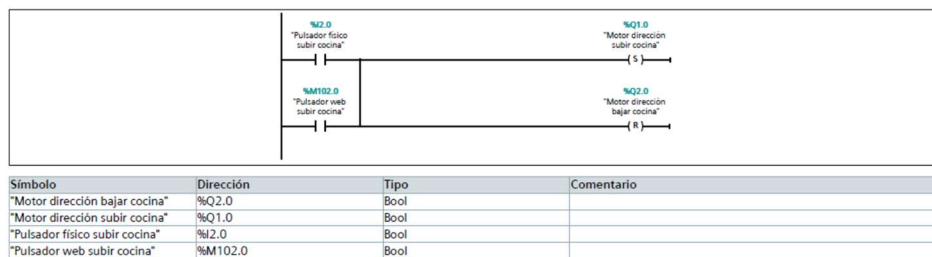 %I2.0
"Pulsador físico
subir cocina"
%Q1.0
"Motor dirección
subir cocina"
S
%M102.0
"Pulsador web
subir cocina"
%Q2.0
"Motor dirección
bajar cocina"
R
Símbolo Dirección Tipo Comentario
"Motor dirección bajar cocina" %Q2.0 Bool
"Motor dirección subir cocina" %Q1.0 Bool
"Pulsador físico subir cocina" %I2.0 Bool
"Pulsador web subir cocina" %M102.0 Bool